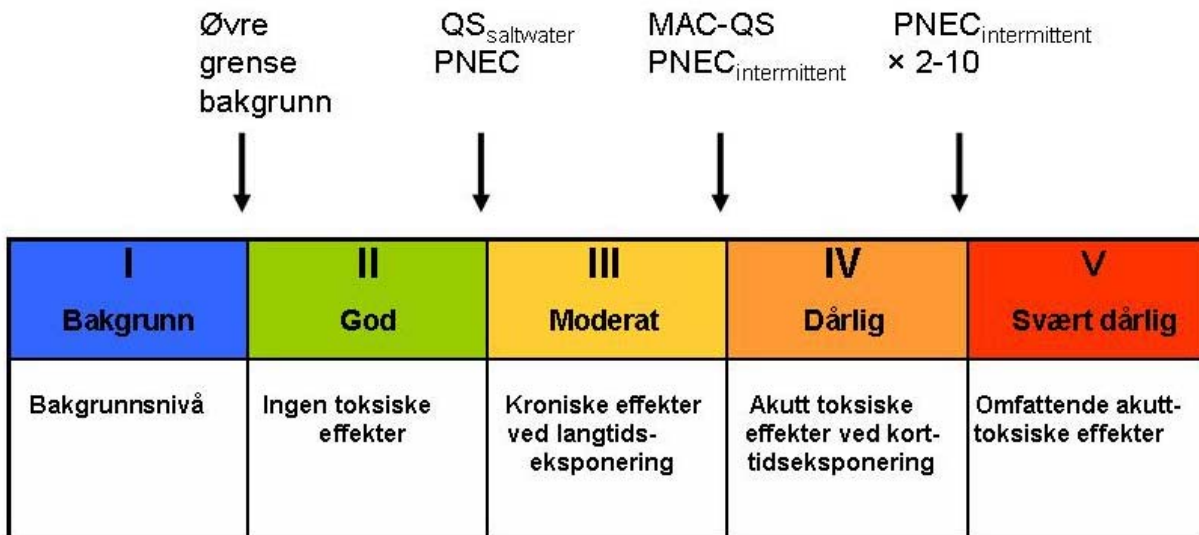 Øvre
grense
bakgrunn
QSsaltwater
PNEC
MAC-QS
PNECintermittent
PNECintermittent
× 2-10
I
Bakgrunn
II
God
III
Moderat
IV
Dårlig
V
Svært dårlig
Bakgrunnsnivå
Ingen toksiske
effekter
Kroniske effekter
ved langtids-
eksponering
Akutt toksiske
effekter ved kort-
tidseksponering
Omfattende akutt-
toksiske effekter